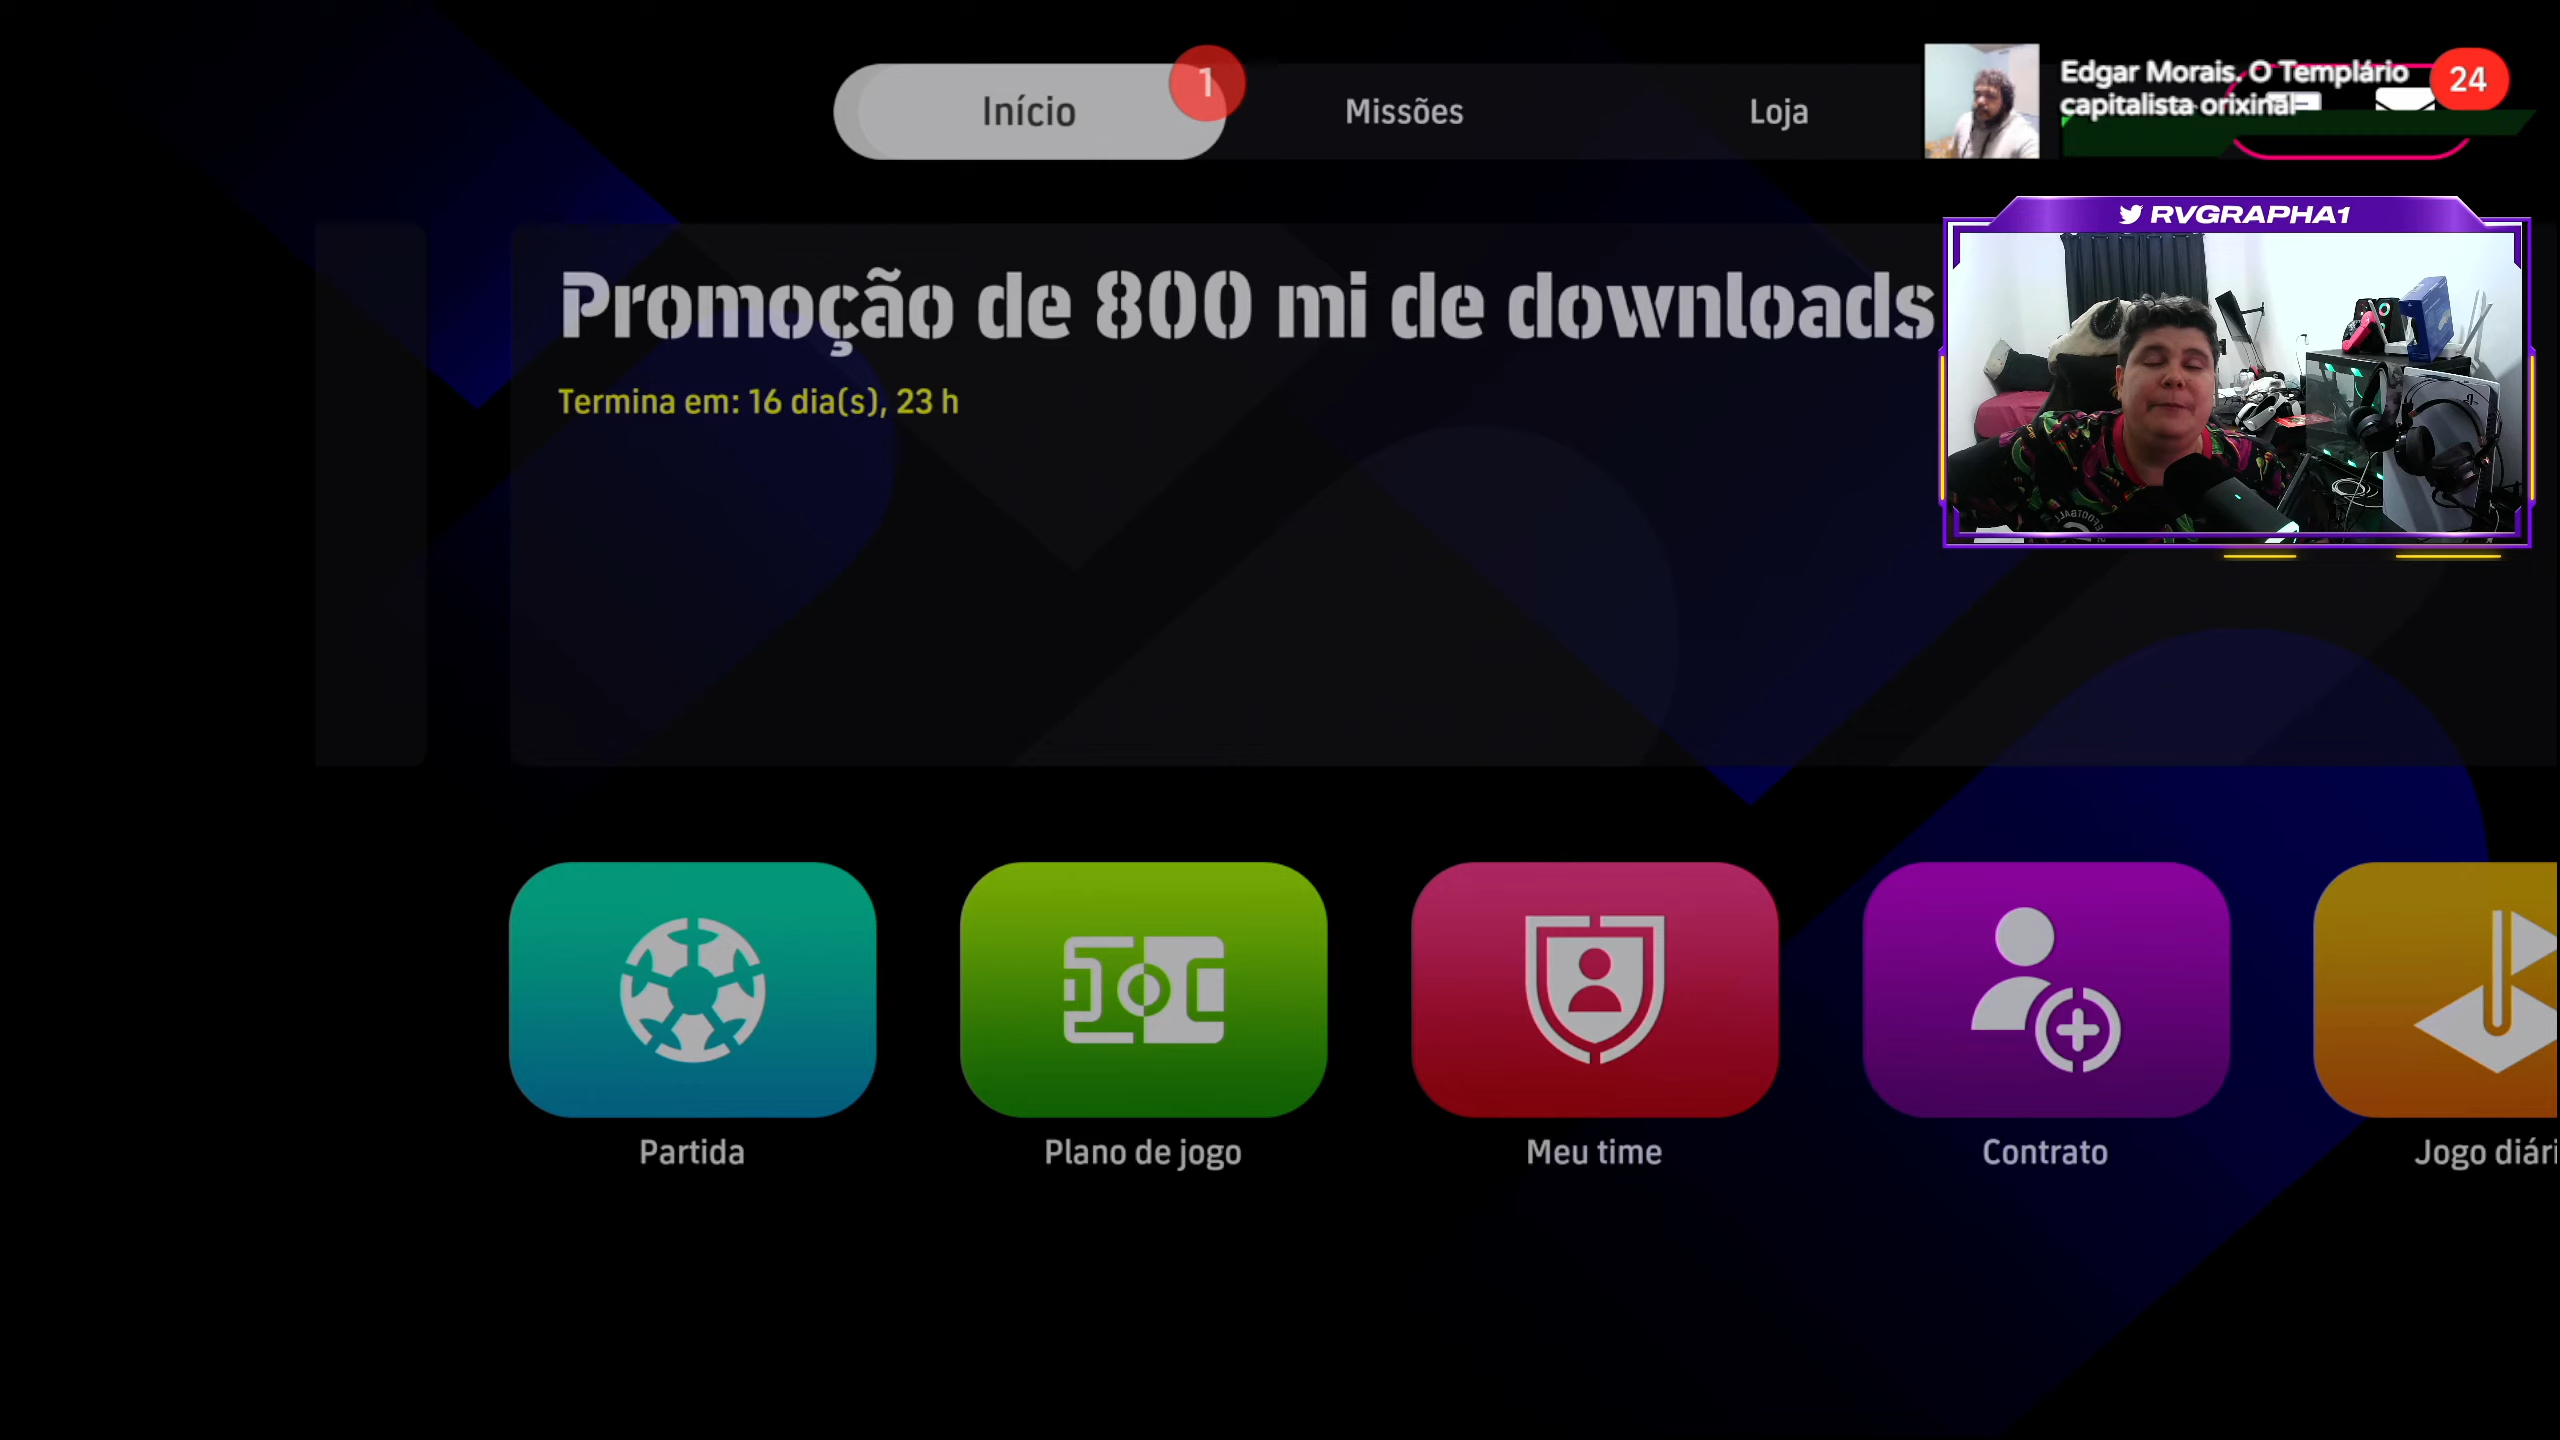 Início
1
Missões
Loja
Edgar Morais. O Templário
capitalista orixinal
24
RVGRAPHA1
Promoção de 800 mi de downloads
Termina em: 16 dia(s), 23 h
Partida
Plano de jogo
Meu time
Contrato
Jogo diári